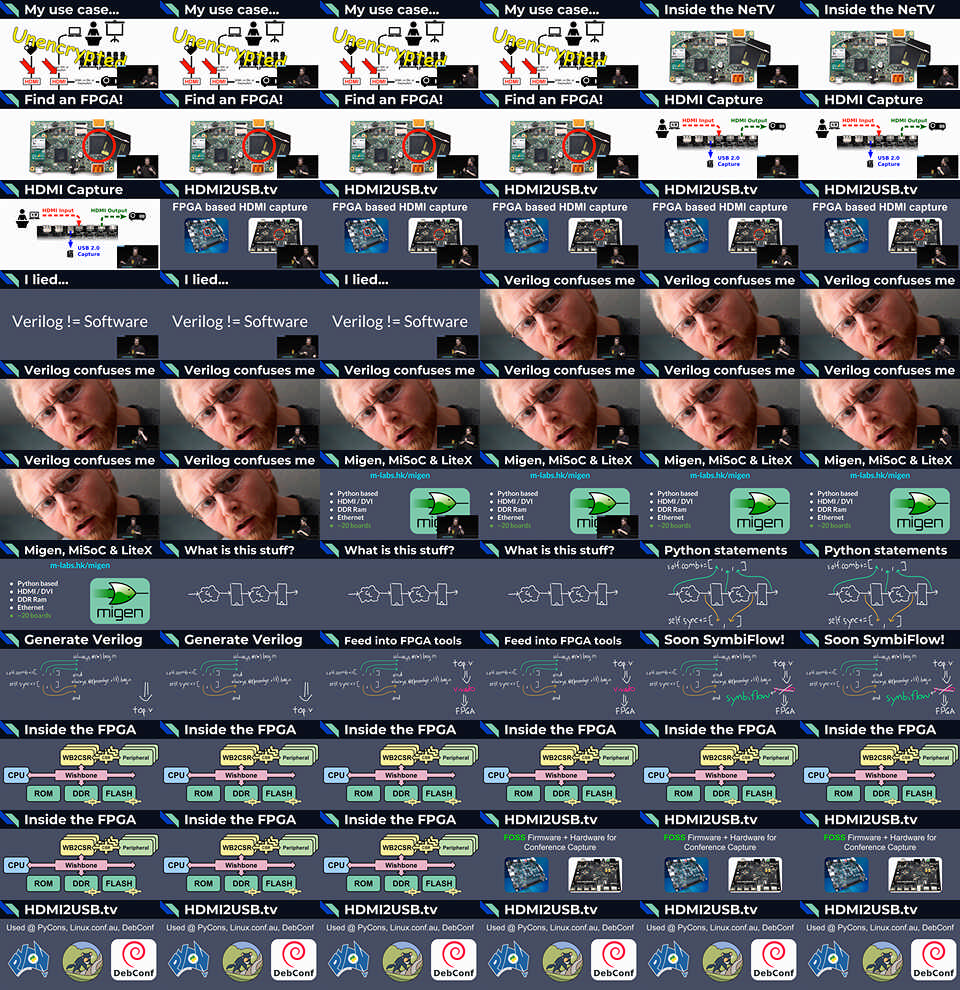 My use case...
Unencrypted
HDMI
HDMI
My use case...
Unencrypted
HDMI
HDMI
My use case...
Unencrypted
HDMI
HDMI
My use case...
Unencrypted
HDMI
HDMI
Inside the NeTV
Inside the NeTV
Find an FPGA!
Find an FPGA!
Find an FPGA!
Find an FPGA!
HDMI Capture
HDMI Input
HDMI Output
USB 2.0
Capture
HDMI Capture
HDMI Input
HDMI Output
USB 2.0
Capture
HDMI Capture
HDMI Input
HDMI Output
USB 2.0
Capture
HDMI2USB.tv
FPGA based HDMI capture
HDMI2USB.tv
FPGA based HDMI capture
HDMI2USB.tv
FPGA based HDMI capture
HDMI2USB.tv
FPGA based HDMI capture
HDMI2USB.tv
FPGA based HDMI capture
I lied...
Verilog != Software
I lied...
Verilog != Software
I lied...
Verilog != Software
Verilog confuses me
Verilog confuses me
Verilog confuses me
Verilog confuses me
Verilog confuses me
Verilog confuses me
Verilog confuses me
Verilog confuses me
Verilog confuses me
Verilog confuses me
Verilog confuses me
Migen, MiSoC & LiteX
m-labs.hk/migen
Python based
HDMI / DVI
DDR Ram
Ethernet
~20 boards
Migen, MiSoC & LiteX
m-labs.hk/migen
Python based
HDMI / DVI
DDR Ram
Ethernet
~20 boards
Migen, MiSoC & LiteX
m-labs.hk/migen
Python based
HDMI / DVI
DDR Ram
Ethernet
~20 boards
migen
Migen, MiSoC & LiteX
m-labs.hk/migen
Python based
HDMI / DVI
DDR Ram
Ethernet
~20 boards
migen
Migen, MiSoC & LiteX
m-labs.hk/migen
Python based
HDMI / DVI
DDR Ram
Ethernet
~20 boards
migen
What is this stuff?
What is this stuff?
What is this stuff?
Python statements
self.comb+=[ , , ]
self.sync+=[ , ]
Python statements
self.comb+=[ , , ]
self.sync+=[ , ]
Generate Verilog
top.v
Generate Verilog
top.v
Feed into FPGA tools
top.v
FPGA
Feed into FPGA tools
top.v
FPGA
Soon SymbiFlow!
top.v
symbiflow
FPGA
Soon SymbiFlow!
top.v
symbiflow
FPGA
Inside the FPGA
WB2CSR
CSR
Peripheral
CPU
Wishbone
ROM
DDR
FLASH
Inside the FPGA
WB2CSR
CSR
Peripheral
CPU
Wishbone
ROM
DDR
FLASH
Inside the FPGA
WB2CSR
CSR
Peripheral
CPU
Wishbone
ROM
DDR
FLASH
Inside the FPGA
WB2CSR
CSR
Peripheral
CPU
Wishbone
ROM
DDR
FLASH
Inside the FPGA
WB2CSR
CSR
Peripheral
CPU
Wishbone
ROM
DDR
FLASH
Inside the FPGA
WB2CSR
CSR
Peripheral
CPU
Wishbone
ROM
DDR
FLASH
Inside the FPGA
WB2CSR
CSR
Peripheral
CPU
Wishbone
ROM
DDR
FLASH
Inside the FPGA
WB2CSR
CSR
Peripheral
CPU
Wishbone
ROM
DDR
FLASH
Inside the FPGA
WB2CSR
CSR
Peripheral
CPU
Wishbone
ROM
DDR
FLASH
HDMI2USB.tv
FOSS Firmware + Hardware for
Conference Capture
HDMI2USB.tv
FOSS Firmware + Hardware for
Conference Capture
HDMI2USB.tv
FOSS Firmware + Hardware for
Conference Capture
HDMI2USB.tv
Used @ PyCons, Linux.conf.au, DebConf
DebConf
HDMI2USB.tv
Used @ PyCons, Linux.conf.au, DebConf
DebConf
HDMI2USB.tv
Used @ PyCons, Linux.conf.au, DebConf
DebConf
HDMI2USB.tv
Used @ PyCons, Linux.conf.au, DebConf
DebConf
HDMI2USB.tv
Used @ PyCons, Linux.conf.au, DebConf
DebConf
HDMI2USB.tv
Used @ PyCons, Linux.conf.au, DebConf
DebConf